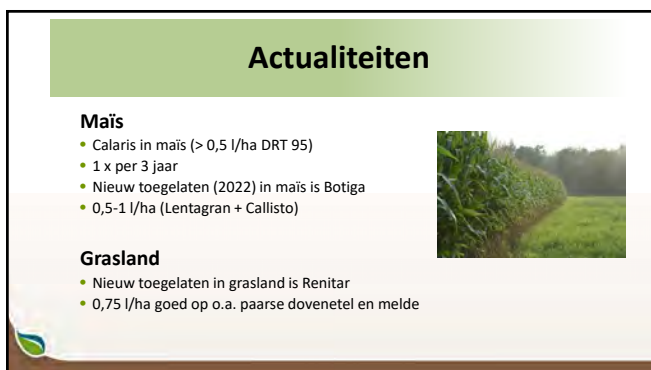 Actualiteiten
Maïs
• Calaris in maïs (> 0,5 l/ha DRT 95)
• 1 x per 3 jaar
• Nieuw toegelaten (2022) in maïs is Botiga
• 0,5-1 l/ha (Lentagran + Callisto)
Grasland
• Nieuw toegelaten in grasland is Renitar
• 0,75 l/ha goed op o.a. paarse dovenetel en melde